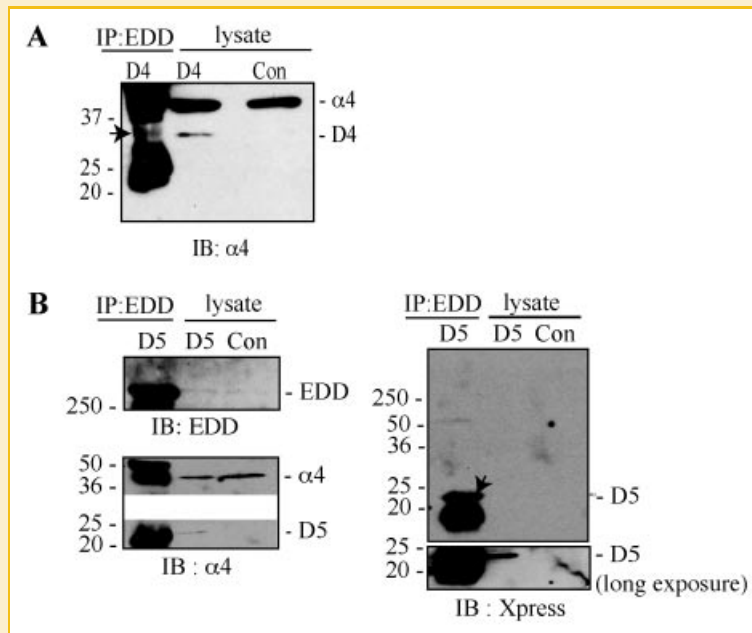 A
IP:EDD lysate
D4 D4 Con
- α4
37 -
- D4
25 -
20 -
IB: α4
B
IP:EDD lysate
D5 D5 Con
- EDD
250 -
IB: EDD
50 -
- α4
36 -
25 -
- D5
20 -
IB : α4
IP:EDD lysate
D5 D5 Con
250 -
50 -
36 -
25 -
- D5
20 -
25 -
- D5
20 -
(long exposure)
IB : Xpress